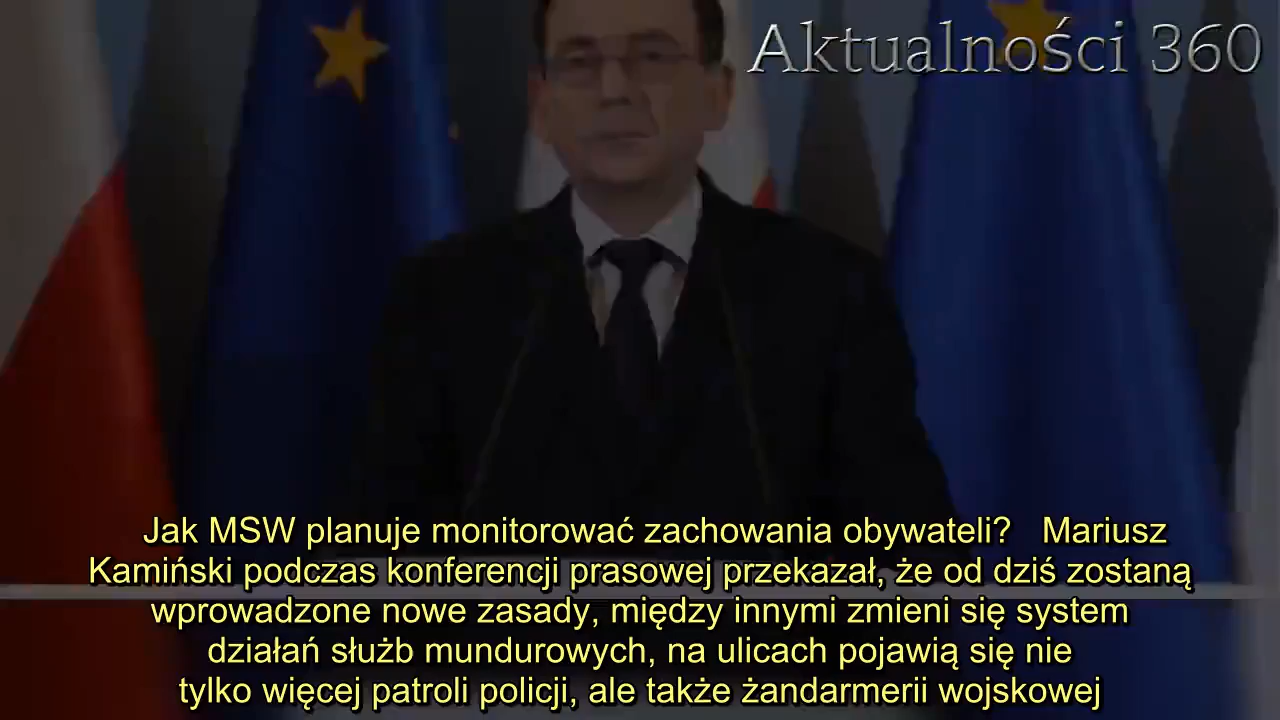 Aktualności 360
Jak MSW planuje monitorować zachowania obywateli? Mariusz
Kamiński podczas konferencji prasowej przekazał, że od dziś zostaną
wprowadzone nowe zasady, między innymi zmieni się system
działań służb mundurowych, na ulicach pojawią się nie
tylko więcej patroli policji, ale także żandarmerii wojskowej